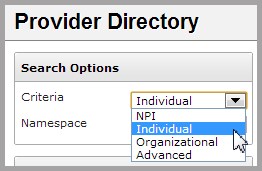 Provider Directory
Search Options
Criteria
Individual
NPI
Namespace
Individual
Organizational
Advanced